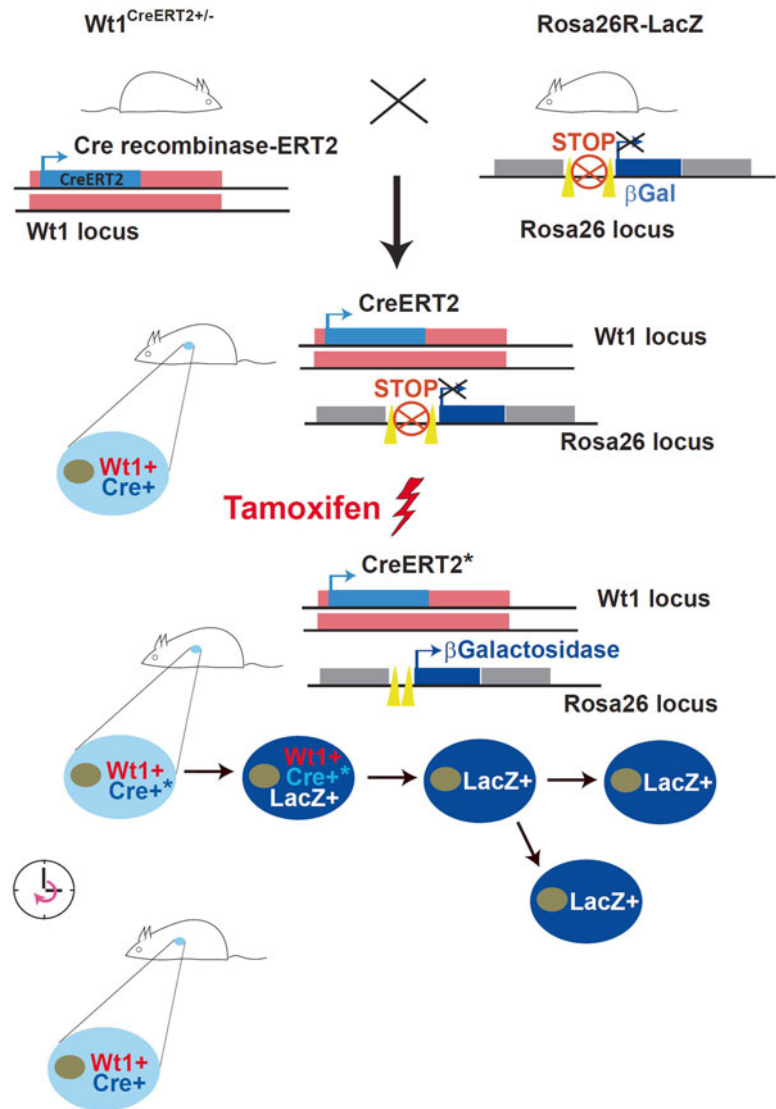 Wt1CreERT2+/-
Rosa26R-LacZ
Cre recombinase-ERT2
CreERT2
Wt1 locus
STOP
βGal
Rosa26 locus
CreERT2
Wt1 locus
STOP
Rosa26 locus
Wt1+
Cre+
Tamoxifen
CreERT2*
Wt1 locus
βGalactosidase
Rosa26 locus
Wt1+
Cre+*
Wt1+
Cre+*
LacZ+
LacZ+
LacZ+
LacZ+
Wt1+
Cre+